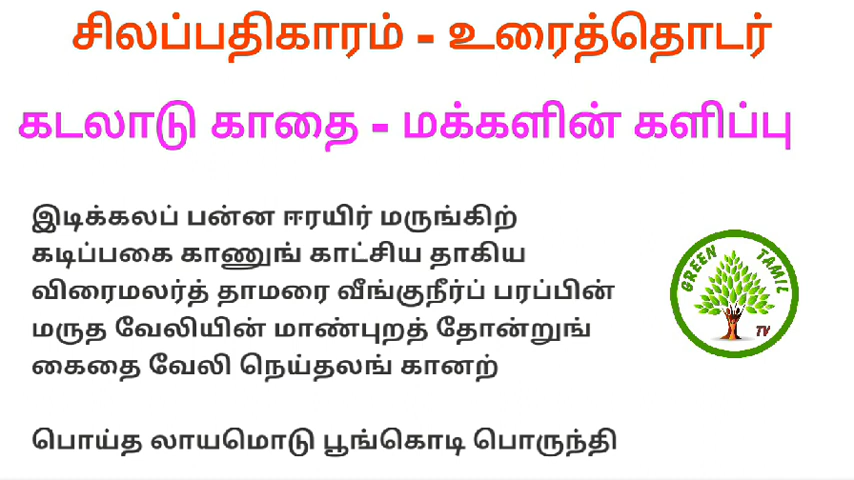 சிலப்பதிகாரம் - உரைத்தொடர்
கடலாடு காதை - மக்களின் களிப்பு
இடிக்கலப் பன்ன ஈரயிர் மருங்கிற்
கடிப்பகை காணுங் காட்சிய தாகிய
விரைமலர்த் தாமரை வீங்குநீர்ப் பரப்பின்
மருத வேலியின் மாண்புறத் தோன்றுங்
கைதை வேலி நெய்தலங் கானற்
பொய்த லாயமொடு பூங்கொடி பொருந்தி
GREEN TAMIL
TV